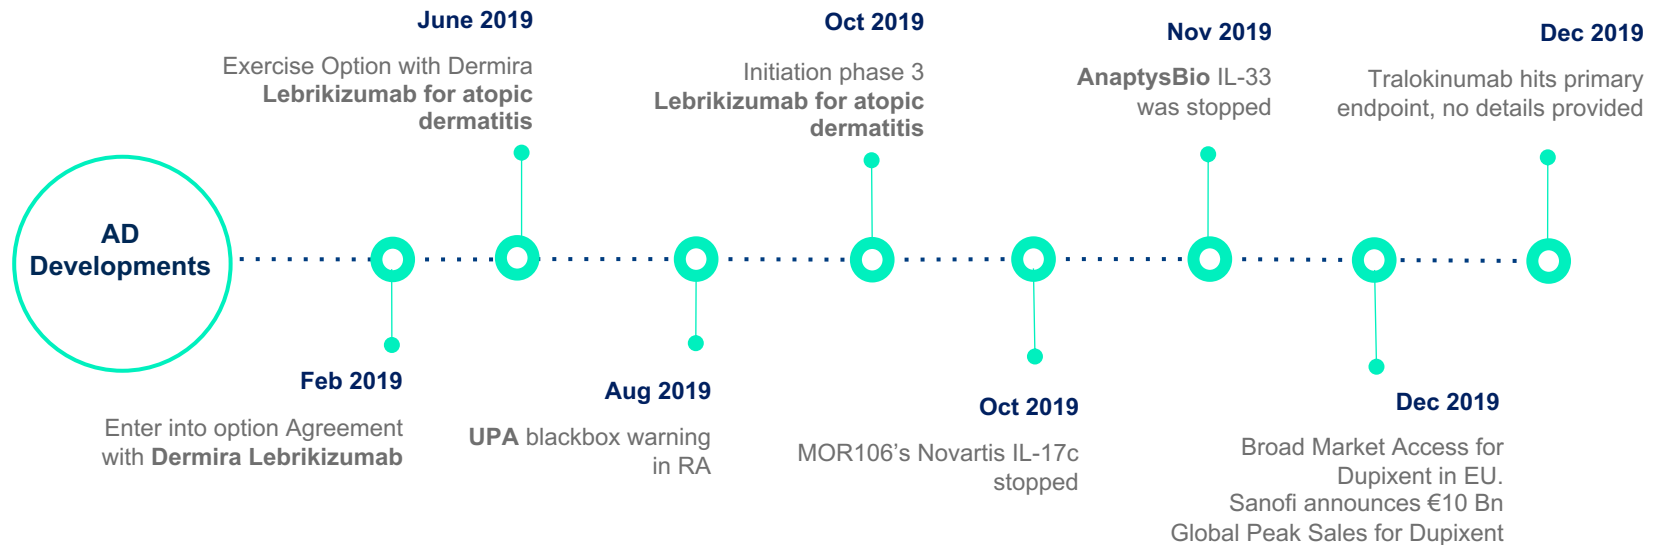 AD
Developments
Feb 2019
Enter into option Agreement
with Dermira Lebrikizumab
June 2019
Exercise Option with Dermira
Lebrikizumab for atopic
dermatitis
Aug 2019
UPA blackbox warning
in RA
Oct 2019
Initiation phase 3
Lebrikizumab for atopic
dermatitis
Oct 2019
MOR106’s Novartis IL-17c
stopped
Nov 2019
AnaptysBio IL-33
was stopped
Dec 2019
Broad Market Access for
Dupixent in EU.
Sanofi announces €10 Bn
Global Peak Sales for Dupixent
Dec 2019
Tralokinumab hits primary
endpoint, no details provided